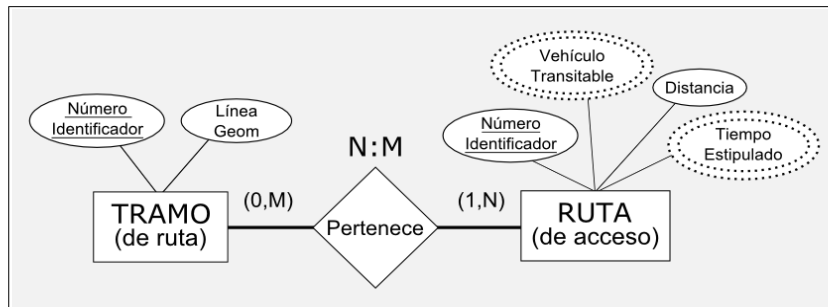 Vehículo
Transitable
Número
Identificador
Línea
Geom
Distancia
Número
Identificador
Tiempo
Estipulado
N:M
TRAMO
(de ruta)
(0,M)
Pertenece
(1,N)
RUTA
(de acceso)